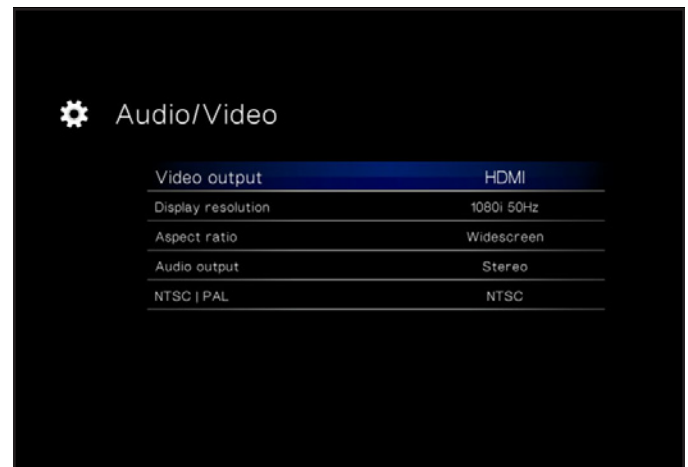 Audio/Video
Video output HDMI
Display resolution 1080i 50Hz
Aspect ratio Widescreen
Audio output Stereo
NTSC | PAL NTSC